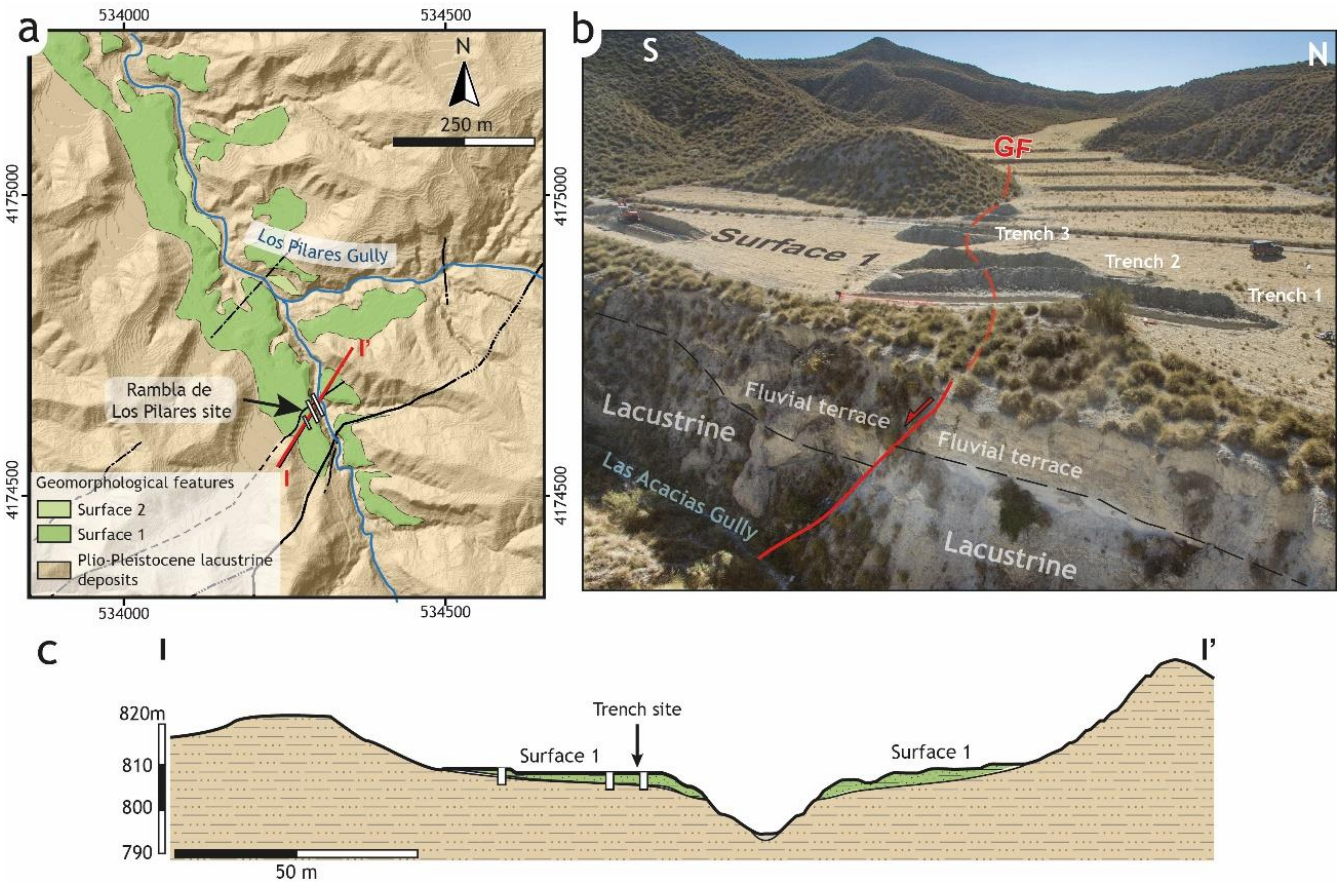 a
534000
534500
N
250 m
4175000
4175000
Los Pilares Gully
I'
Rambla de
Los Pilares site
I
4174500
4174500
Geomorphological features
Surface 2
Surface 1
Plio-Pleistocene lacustrine
deposits
534000
534500
b
S
N
GF
Surface 1
Trench 3
Trench 2
Trench 1
Fluvial terrace
Fluvial terrace
Lacustrine
Lacustrine
Las Acacias Gully
c
I
I'
820m
810
800
790
Trench site
Surface 1
Surface 1
50 m